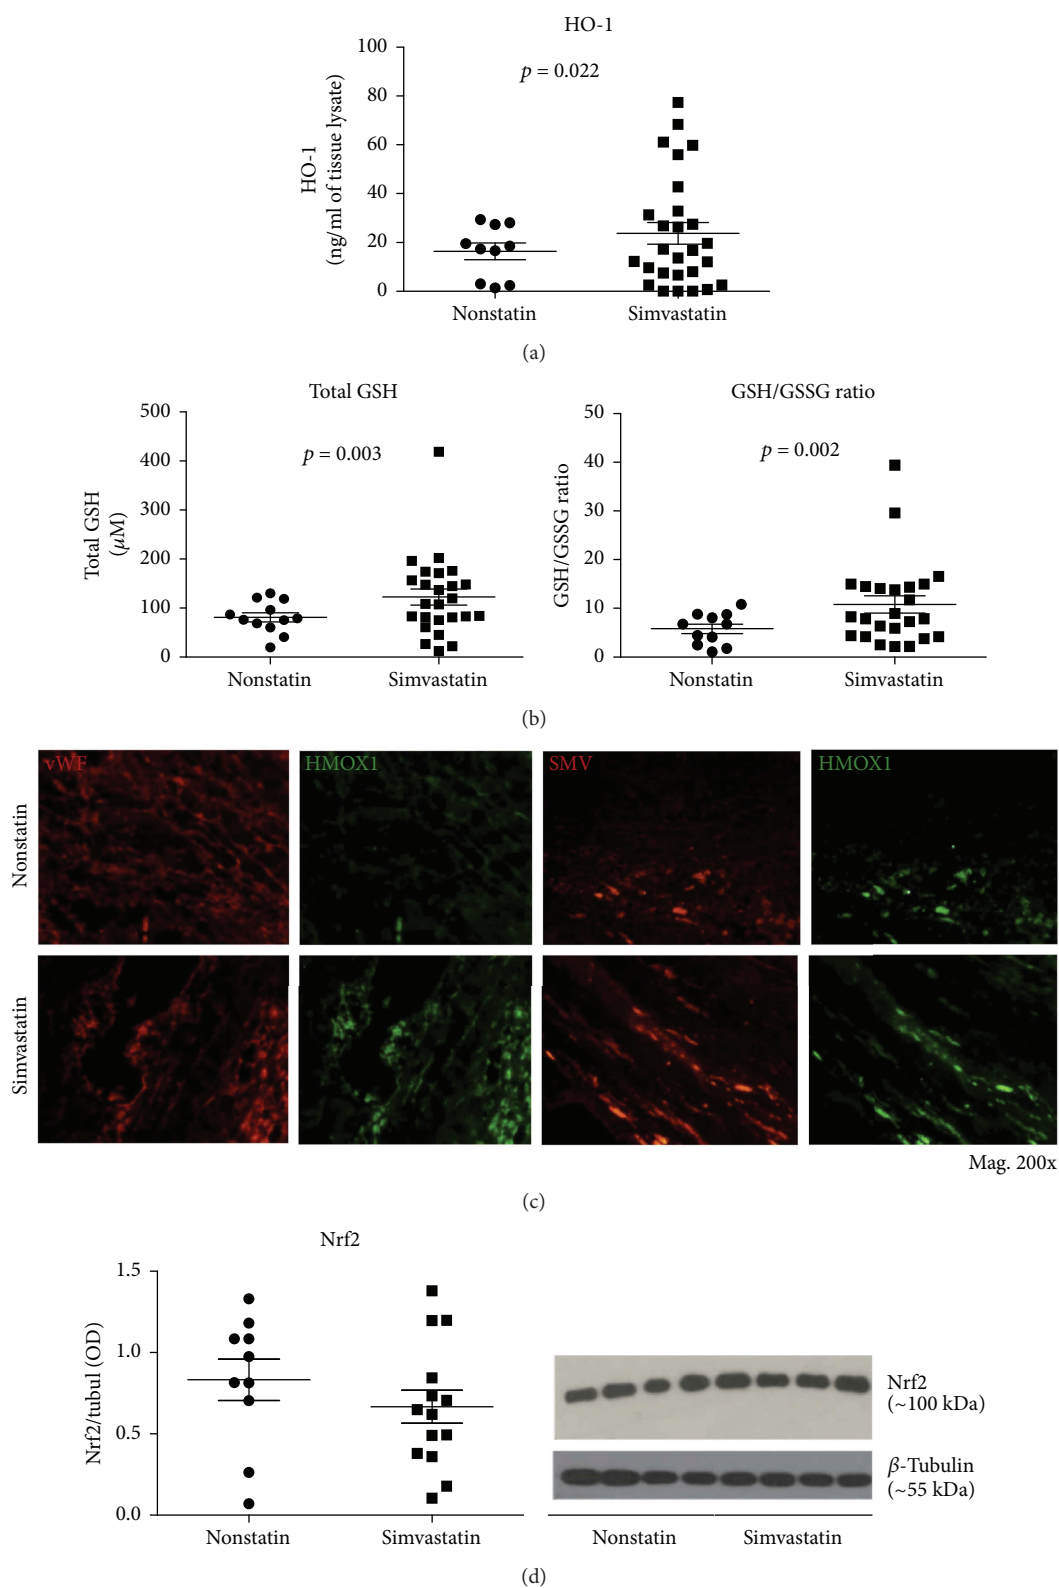 HO-1
100
80
60
40
20
0
HO-1
(ng/ml of tissue lysate)
p = 0.022
Nonstatin
Simvastatin
(a)
Total GSH
500
400
300
200
100
0
Total GSH
(μM)
p = 0.003
Nonstatin
Simvastatin
GSH/GSSG ratio
50
40
30
20
10
0
GSH/GSSG ratio
p = 0.002
Nonstatin
Simvastatin
(b)
vWF
HMOX1
SMV
HMOX1
Nonstatin
Simvastatin
Mag. 200x
(c)
Nrf2
1.5
1.0
0.5
0.0
Nrf2/tubul (OD)
Nonstatin
Simvastatin
Nrf2
(~100 kDa)
β-Tubulin
(~55 kDa)
Nonstatin
Simvastatin
(d)